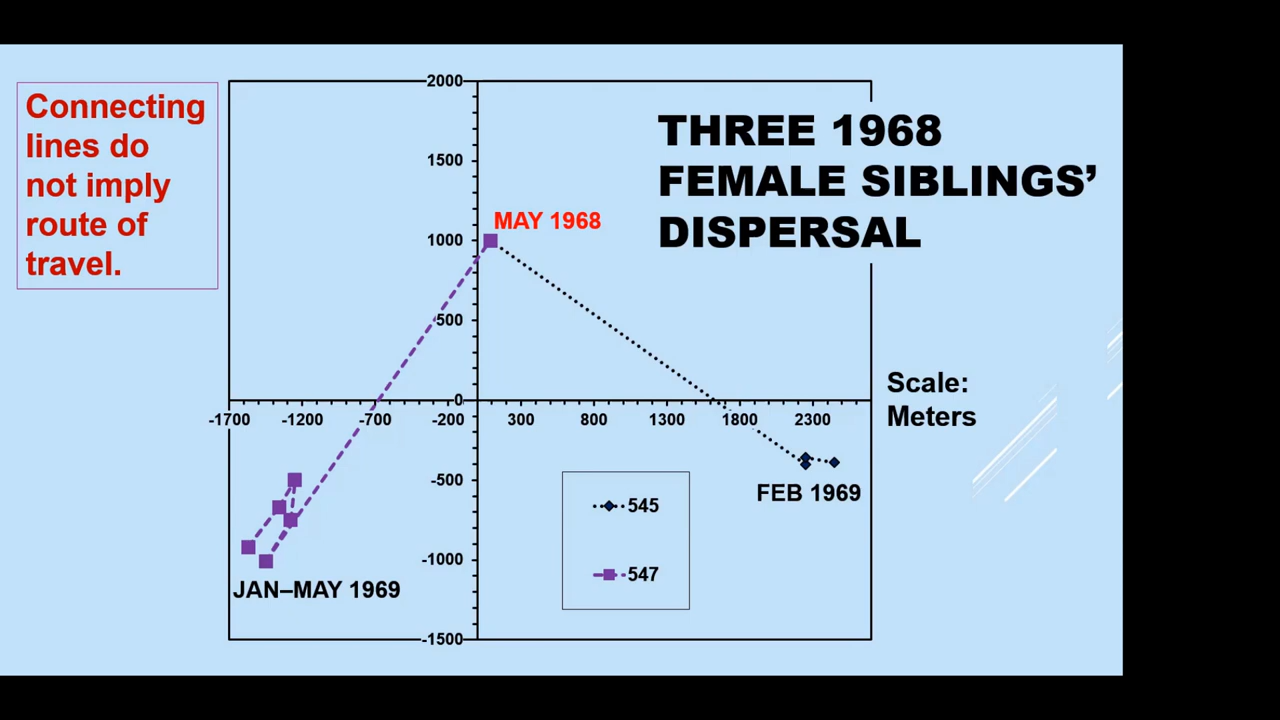 Connecting
lines do
not imply
route of
travel.
THREE 1968
FEMALE SIBLINGS’
DISPERSAL
2000
1500
MAY 1968
1000
500
0
-1700 -1200 -700 -200 300 800 1300 1800 2300
Scale:
Meters
-500
FEB 1969
545
-1000
547
JAN–MAY 1969
-1500